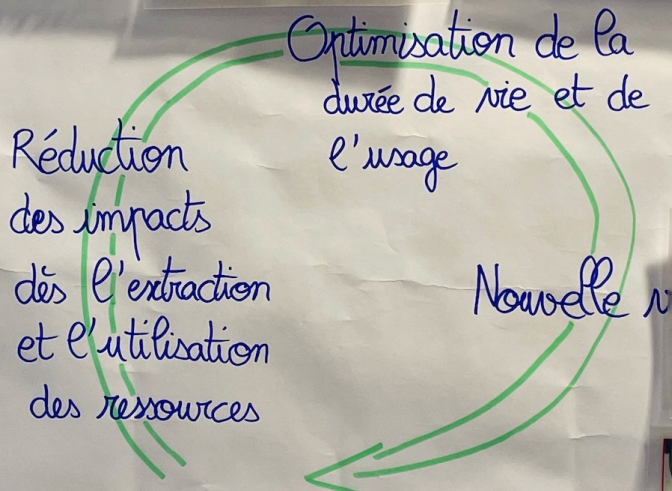 Optimisation de la
durée de vie et de
l'usage
Réduction
des impacts
dès l'extraction
et l'utilisation
des ressources
Nouvelle